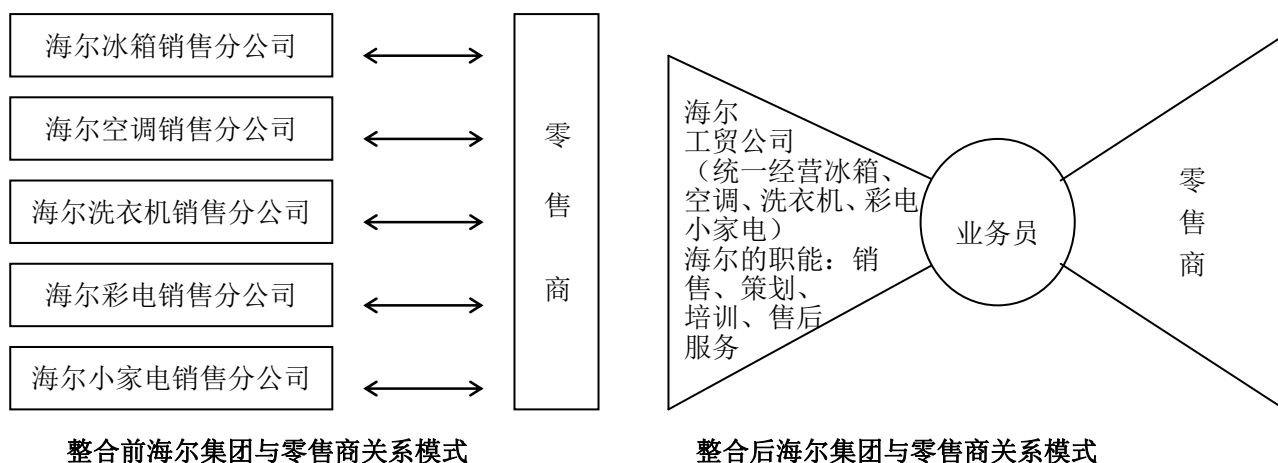 海尔冰箱销售分公司
海尔空调销售分公司
海尔洗衣机销售分公司
海尔彩电销售分公司
海尔小家电销售分公司
零
售
商
整合前海尔集团与零售商关系模式
海尔
工贸公司
（统一经营冰箱、
空调、洗衣机、彩电
小家电）
海尔的职能：销
售、策划、
培训、售后
服务
业务员
零
售
商
整合后海尔集团与零售商关系模式